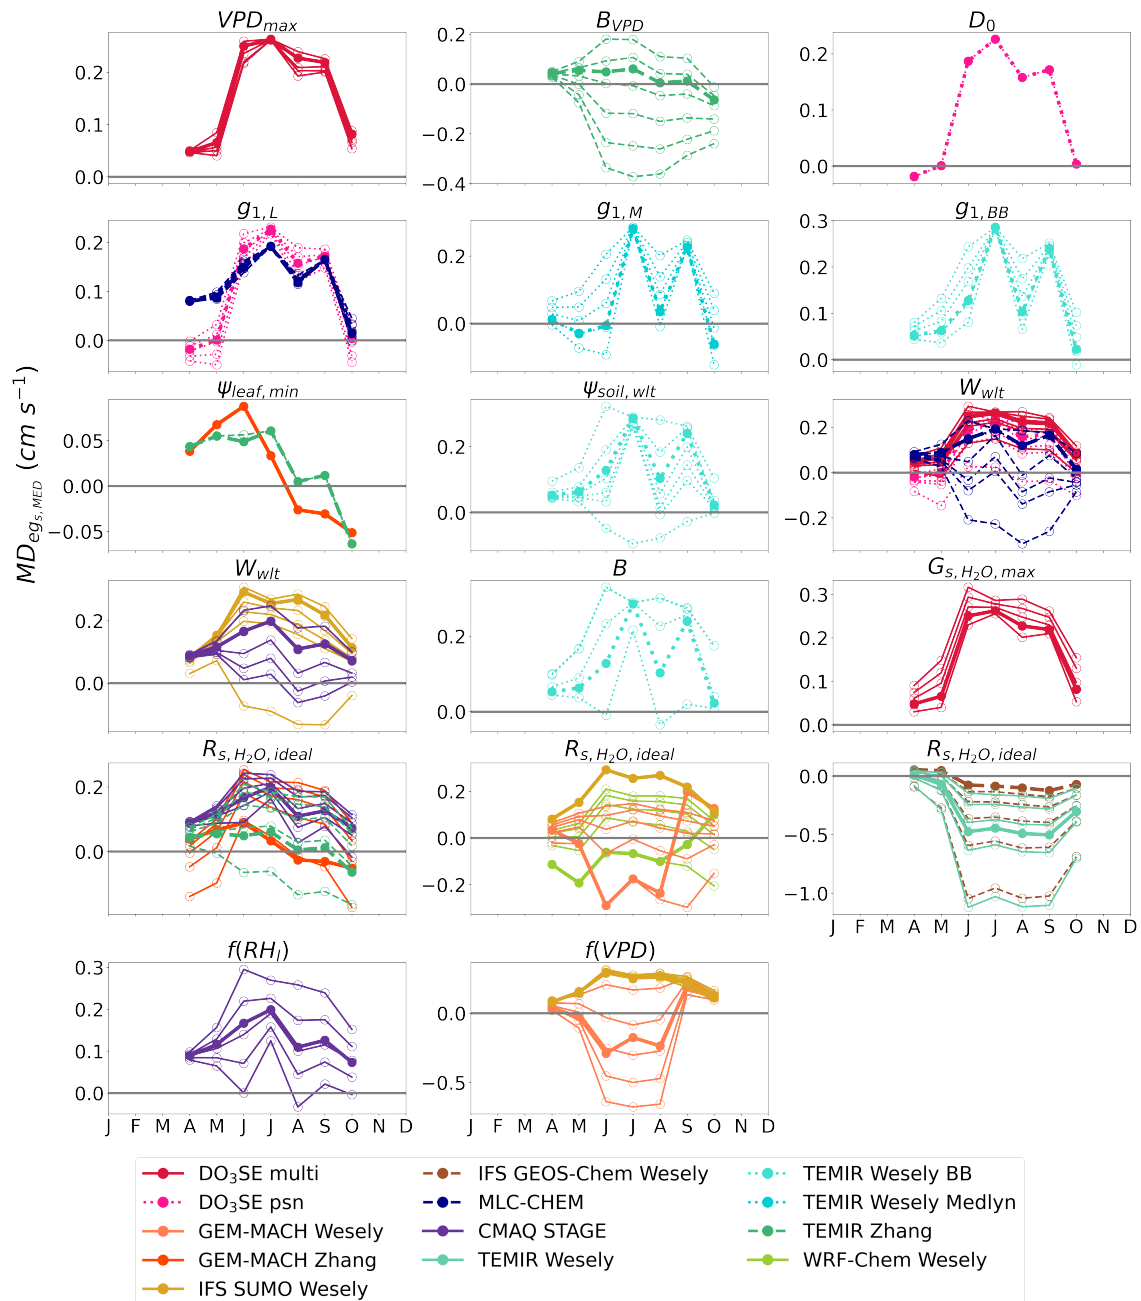 VPD_max B_VPD D_0
0.2 0.1 0.0
0.2 0.0 −0.2 −0.4
0.2 0.1 0.0
g_1,L g_1,M g_1,BB
0.2 0.1 0.0
0.2 0.0
0.3 0.2 0.1 0.0
MD_eg_s,MED (cm s⁻¹)
ψ_leaf,min ψ_soil,wlt W_wlt
0.05 0.00 −0.05
0.2 0.0
0.2 0.0 −0.2
W_wlt B G_s,H₂O,max
0.2 0.0
0.2 0.0
0.3 0.2 0.1 0.0
R_s,H₂O,ideal R_s,H₂O,ideal R_s,H₂O,ideal
0.2 0.0
0.2 0.0 −0.2
0.0 −0.5 −1.0
J F M A M J J A S O N D
f(RH_l) f(VPD)
0.3 0.2 0.1 0.0
0.0 −0.5
J F M A M J J A S O N D
J F M A M J J A S O N D
DO₃SE multi
DO₃SE psn
GEM-MACH Wesely
GEM-MACH Zhang
IFS SUMO Wesely
IFS GEOS-Chem Wesely
MLC-CHEM
CMAQ STAGE
TEMIR Wesely
TEMIR Wesely BB
TEMIR Wesely Medlyn
TEMIR Zhang
WRF-Chem Wesely